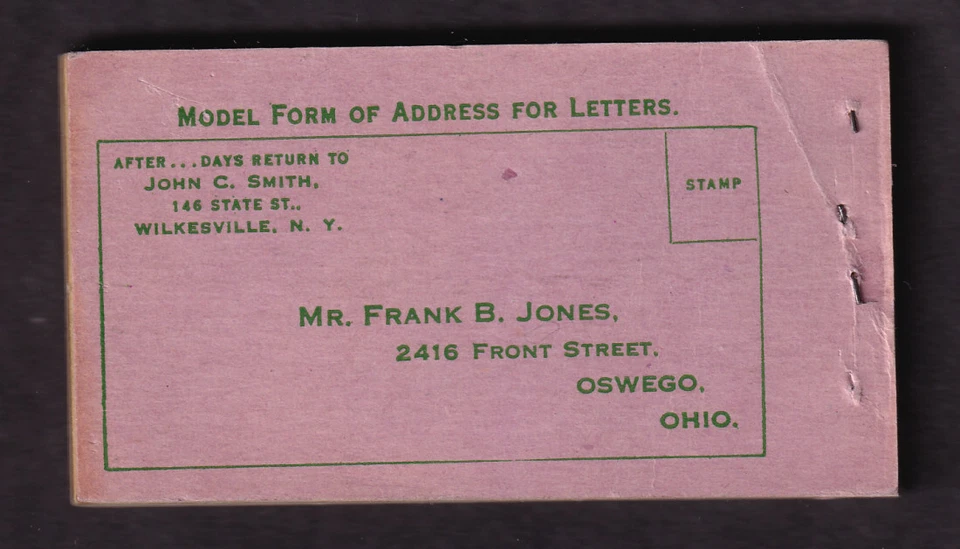 MODEL FORM OF ADDRESS FOR LETTERS.
AFTER...DAYS RETURN TO
JOHN C. SMITH,
146 STATE ST.,
WILKESVILLE, N. Y.
STAMP
MR. FRANK B. JONES,
2416 FRONT STREET,
OSWEGO,
OHIO.